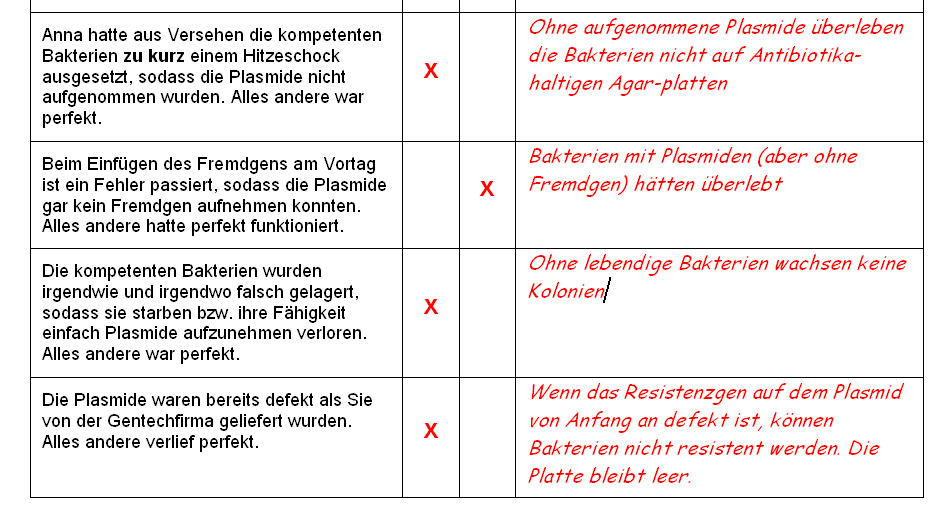 Anna hatte aus Versehen die kompetenten
Bakterien zu kurz einem Hitzeschock
ausgesetzt, sodass die Plasmide nicht
aufgenommen wurden. Alles andere war
perfekt.
X
Ohne aufgenommene Plasmide überleben
die Bakterien nicht auf Antibiotika-
haltigen Agar-platten
Beim Einfügen des Fremdgens am Vortag
ist ein Fehler passiert, sodass die Plasmide
gar kein Fremdgen aufnehmen konnten.
Alles andere hatte perfekt funktioniert.
X
Bakterien mit Plasmiden (aber ohne
Fremdgen) hätten überlebt
Die kompetenten Bakterien wurden
irgendwie und irgendwo falsch gelagert,
sodass sie starben bzw. ihre Fähigkeit
einfach Plasmide aufzunehmen verloren.
Alles andere war perfekt.
X
Ohne lebendige Bakterien wachsen keine
Kolonien
Die Plasmide waren bereits defekt als Sie
von der Gentechfirma geliefert wurden.
Alles andere verlief perfekt.
X
Wenn das Resistenzgen auf dem Plasmid
von Anfang an defekt ist, können
Bakterien nicht resistent werden. Die
Platte bleibt leer.